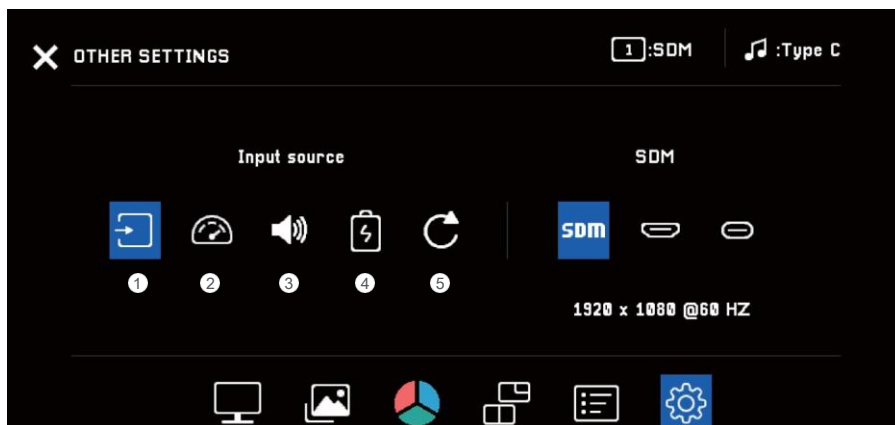 OTHER SETTINGS
1:SDM
:Type C
Input source
SDM
SDM
1 2 3 4 5
1920 x 1080 @60 HZ